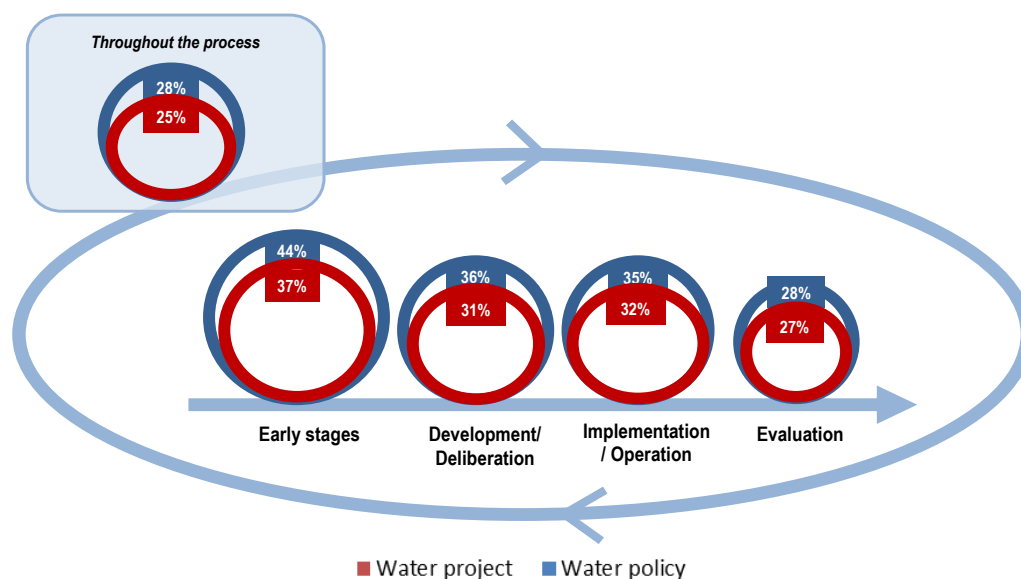 Throughout the process
28%
25%
44%
37%
36%
31%
35%
32%
28%
27%
Early stages
Development/
Deliberation
Implementation
/ Operation
Evaluation
Water project
Water policy